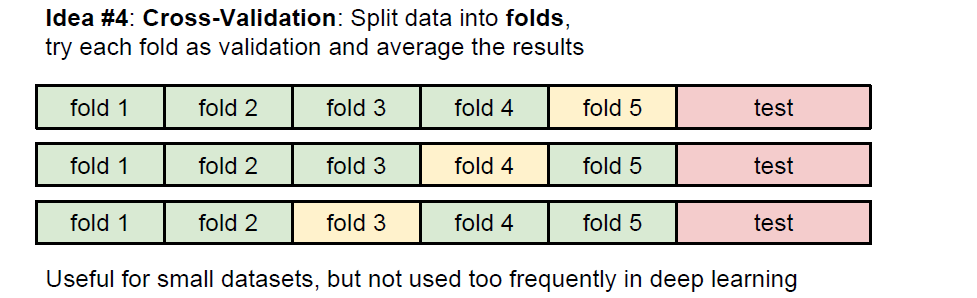 Idea #4: Cross-Validation: Split data into folds,
try each fold as validation and average the results
fold 1 fold 2 fold 3 fold 4 fold 5 test
fold 1 fold 2 fold 3 fold 4 fold 5 test
fold 1 fold 2 fold 3 fold 4 fold 5 test
Useful for small datasets, but not used too frequently in deep learning